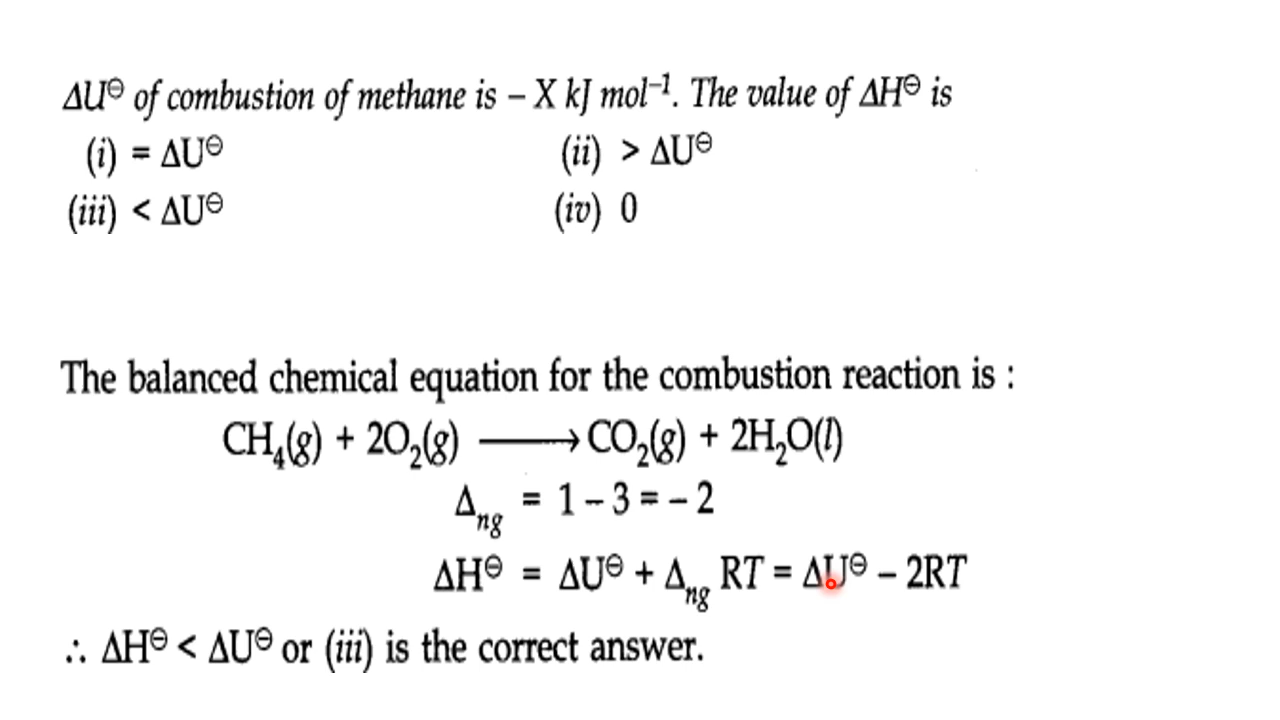 ΔU⊖ of combustion of methane is – X kJ mol⁻¹. The value of ΔH⊖ is
(i) = ΔU⊖ (ii) > ΔU⊖
(iii) < ΔU⊖ (iv) 0
The balanced chemical equation for the combustion reaction is :
CH₄(g) + 2O₂(g) ⟶ CO₂(g) + 2H₂O(l)
Δng = 1 – 3 = – 2
ΔH⊖ = ΔU⊖ + Δng RT = ΔU⊖ – 2RT
∴ ΔH⊖ < ΔU⊖ or (iii) is the correct answer.